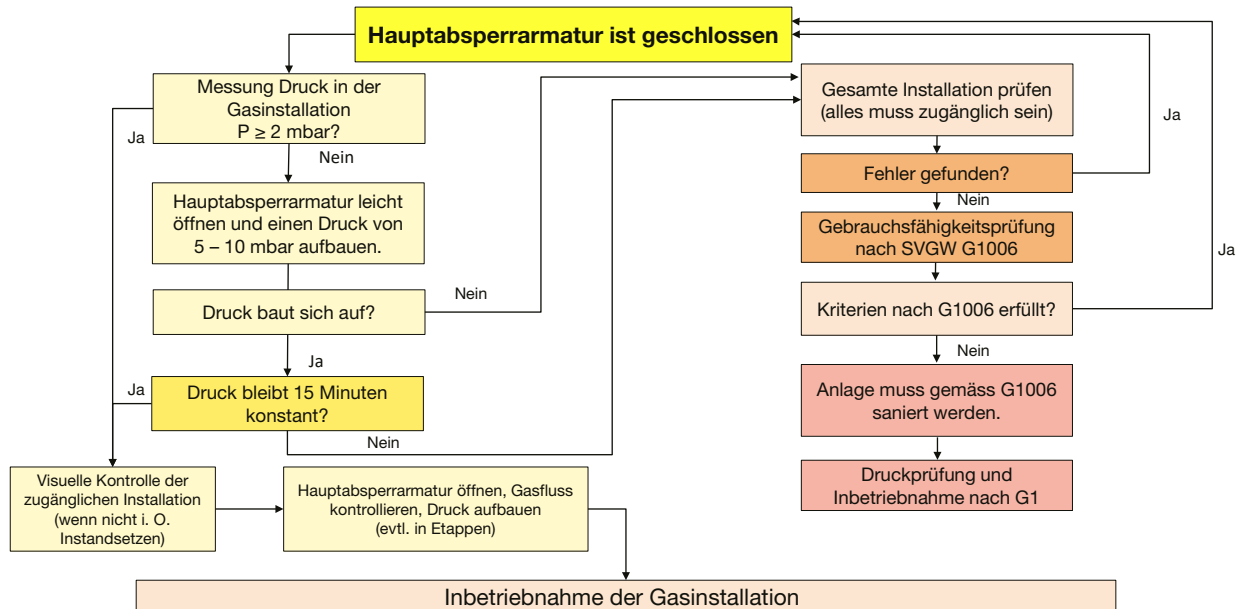 Hauptabsperrarmatur ist geschlossen
Messung Druck in der
Gasinstallation
P ≥ 2 mbar?
Ja
Nein
Hauptabsperrarmatur leicht
öffnen und einen Druck von
5 – 10 mbar aufbauen.
Druck baut sich auf?
Nein
Ja
Druck bleibt 15 Minuten
konstant?
Ja
Nein
Visuelle Kontrolle der
zugänglichen Installation
(wenn nicht i. O.
Instandsetzen)
Hauptabsperrarmatur öffnen, Gasfluss
kontrollieren, Druck aufbauen
(evtl. in Etappen)
Gesamte Installation prüfen
(alles muss zugänglich sein)
Ja
Fehler gefunden?
Nein
Gebrauchsfähigkeitsprüfung
nach SVGW G1006
Ja
Kriterien nach G1006 erfüllt?
Nein
Anlage muss gemäss G1006
saniert werden.
Druckprüfung und
Inbetriebnahme nach G1
Inbetriebnahme der Gasinstallation